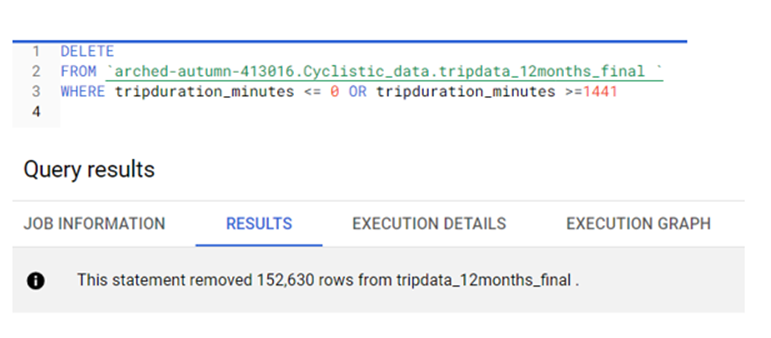 1 DELETE
2 FROM `arched-autumn-413016.Cyclistic_data.tripdata_12months_final `
3 WHERE tripduration_minutes <= 0 OR tripduration_minutes >=1441
4
Query results
JOB INFORMATION RESULTS EXECUTION DETAILS EXECUTION GRAPH
This statement removed 152,630 rows from tripdata_12months_final .